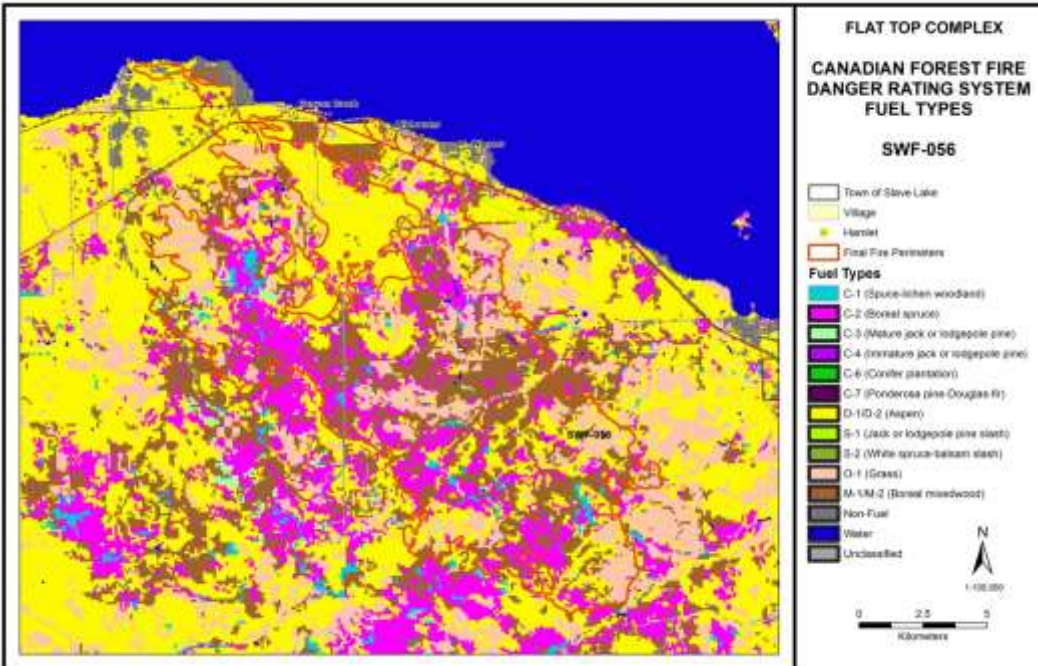 FLAT TOP COMPLEX
CANADIAN FOREST FIRE
DANGER RATING SYSTEM
FUEL TYPES
SWF-056
Town of Slave Lake
Village
Hamlet
Final Fire Perimeters
Fuel Types
C-1 (Spuce-lichen woodland)
C-2 (Boreal spruce)
C-3 (Mature jack or lodgepole pine)
C-4 (Immature jack or lodgepole pine)
C-6 (Conifer plantation)
C-7 (Ponderosa pine-Douglas-fir)
D-1/D-2 (Aspen)
S-1 (Jack or lodgepole pine slash)
S-2 (White spruce-balsam slash)
O-1 (Grass)
M-1/M-2 (Boreal mixedwood)
Non-Fuel
Water
Unclassified
N
1:100,000
0 2.5 5
Kilometers
SWF-056